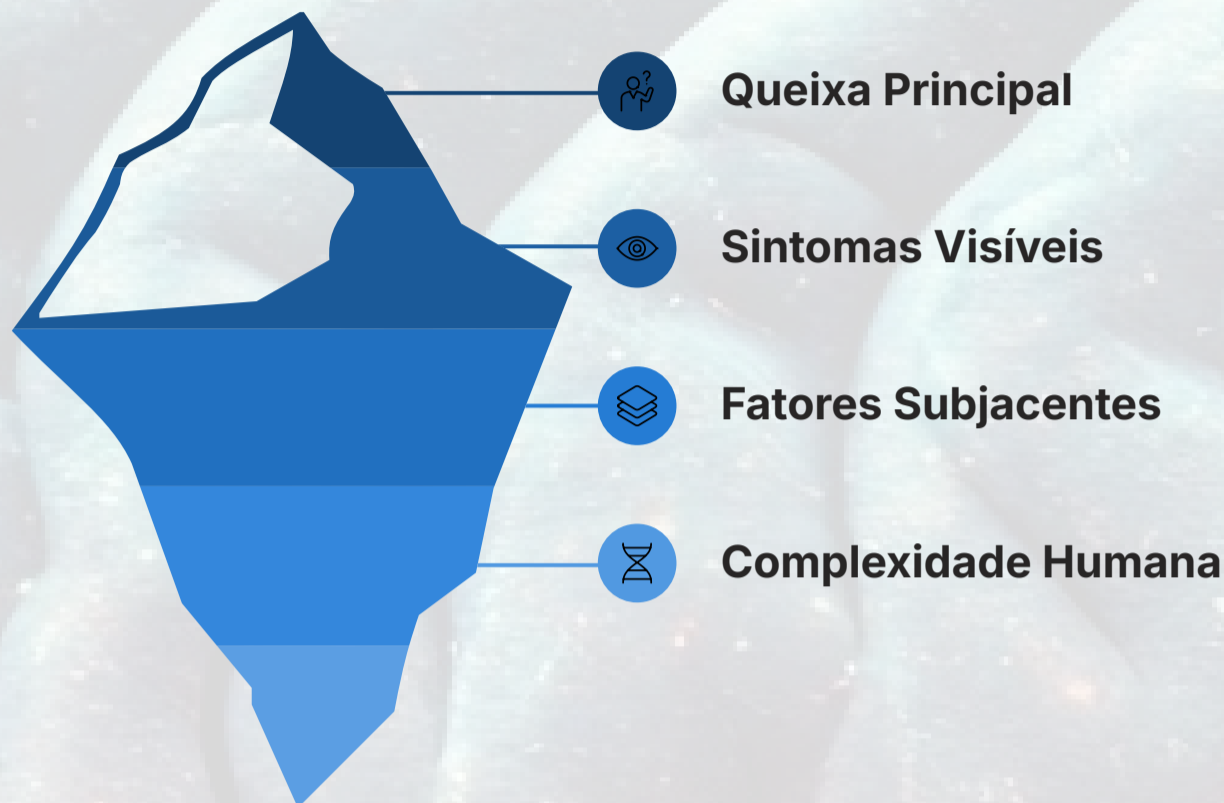 Queixa Principal
Sintomas Visíveis
Fatores Subjacentes
Complexidade Humana